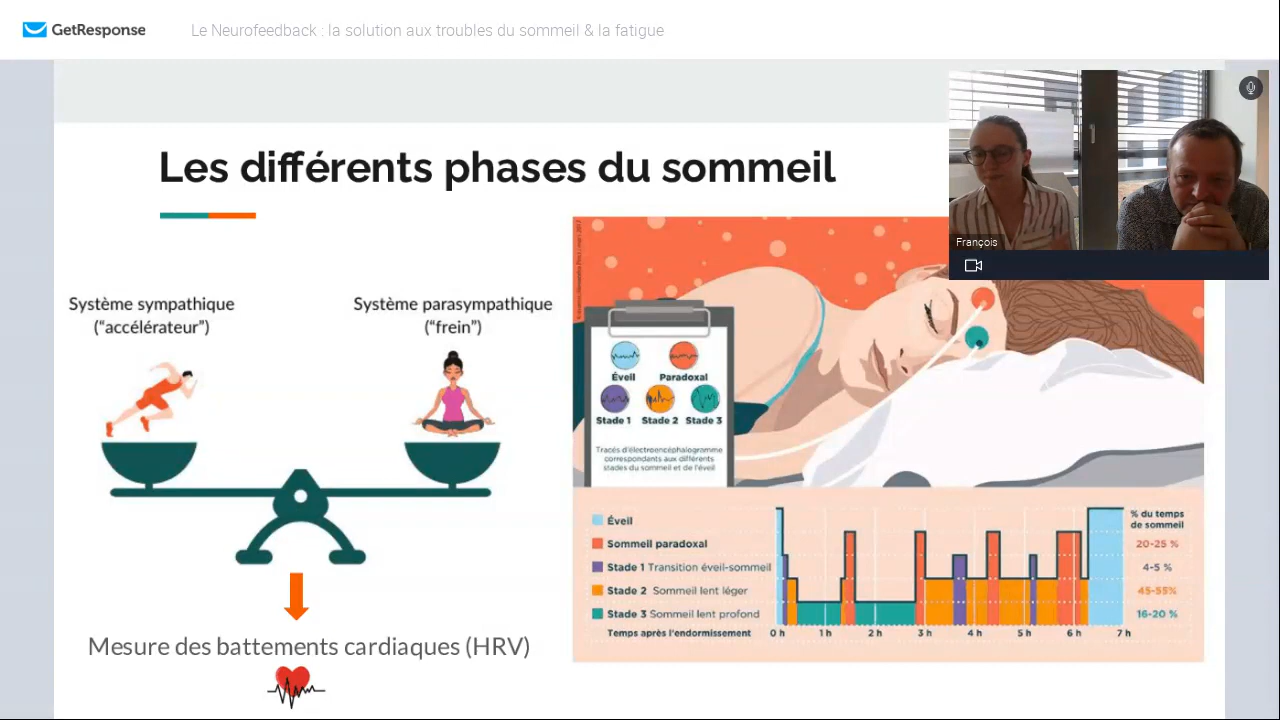 GetResponse
Le Neurofeedback : la solution aux troubles du sommeil & la fatigue
François
Les différents phases du sommeil
Système sympathique
("accélérateur")
Système parasympathique
("frein")
Mesure des battements cardiaques (HRV)
Éveil
Paradoxal
Stade 1
Stade 2
Stade 3
Tracés d'électroencéphalogramme
correspondants aux différents
stades du sommeil et de l'éveil
Éveil
Sommeil paradoxal
Stade 1 Transition éveil-sommeil
Stade 2 Sommeil lent léger
Stade 3 Sommeil lent profond
Temps après l'endormissement
0 h
1 h
2 h
3 h
4 h
5 h
6 h
7 h
% du temps
de sommeil
20-25 %
4-5 %
45-55%
16-20 %